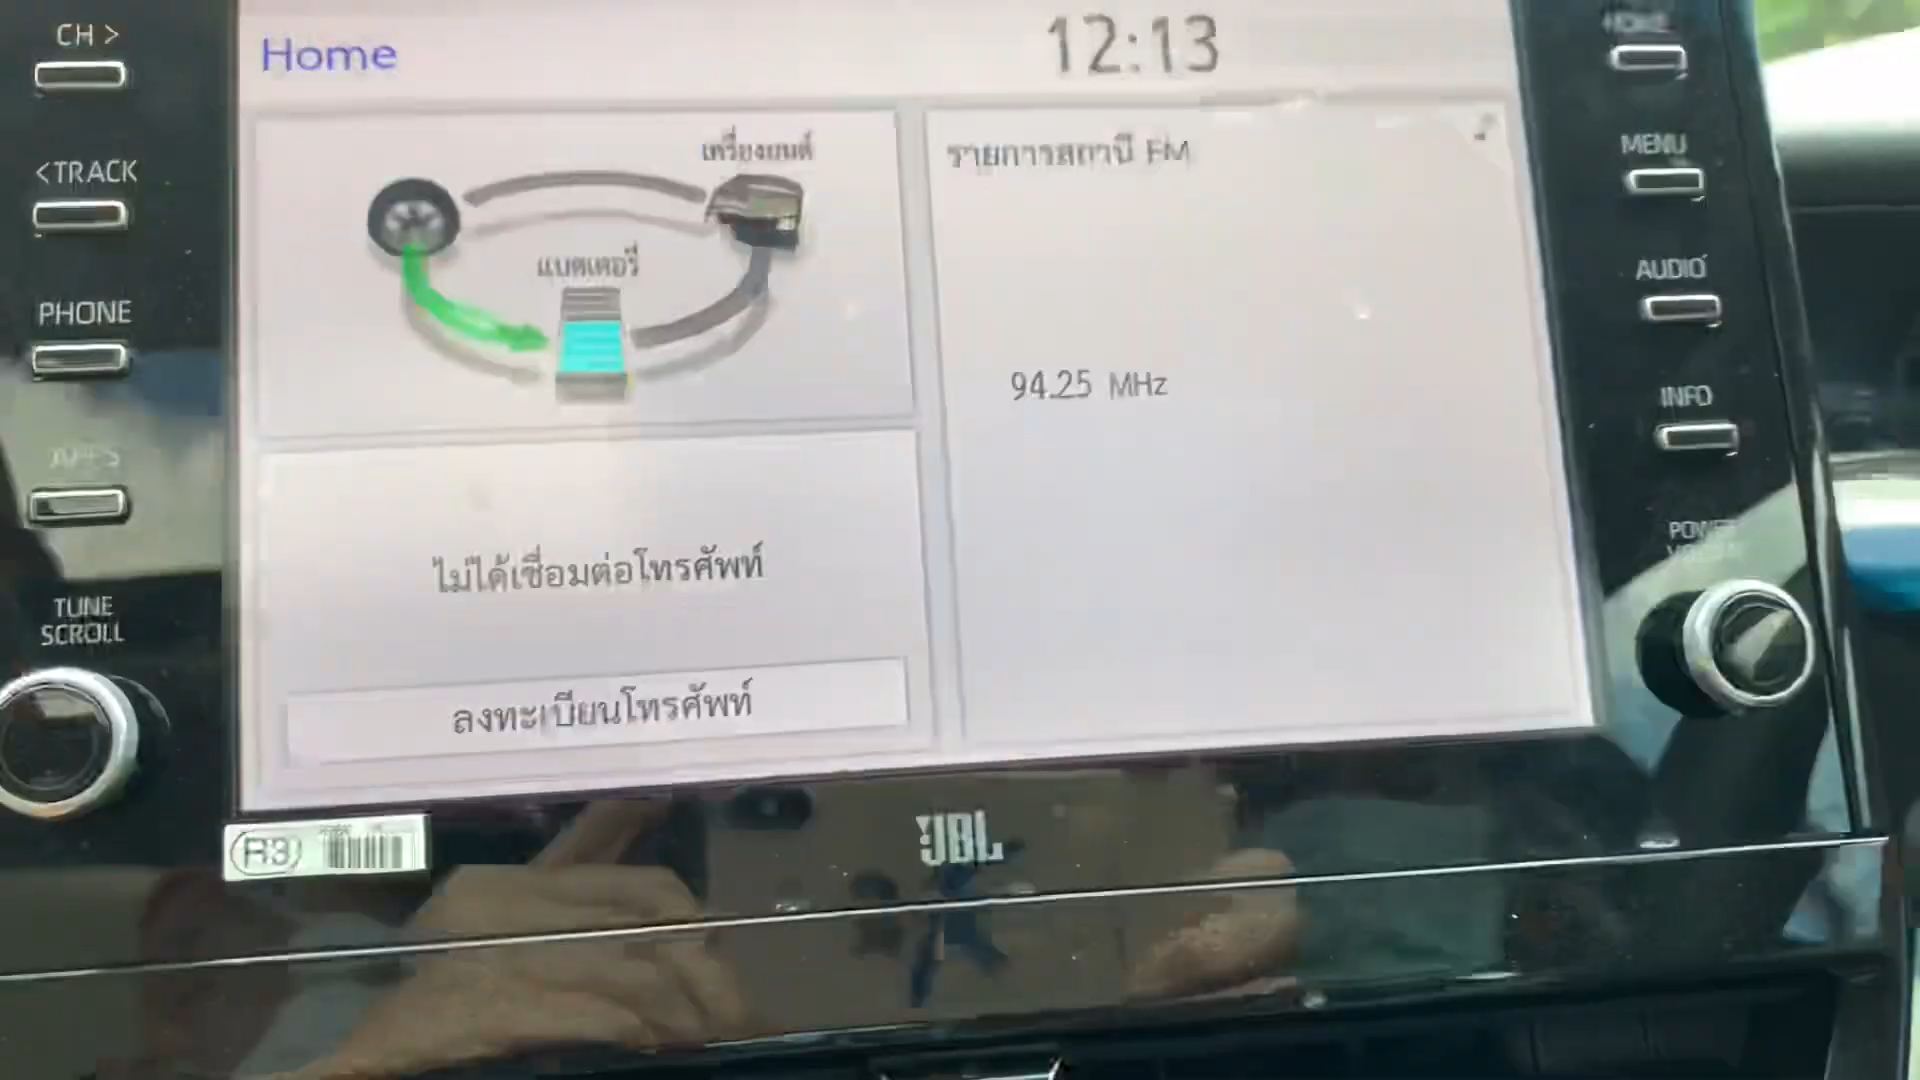 CH >
<TRACK
PHONE
TUNE
SCROLL
Home
12:13
เครื่องยนต์
แบตเตอรี่
รายการสถานี FM
94.25 MHz
ไม่ได้เชื่อมต่อโทรศัพท์
ลงทะเบียนโทรศัพท์
HOME
MENU
AUDIO
INFO
POWER
R3
JBL